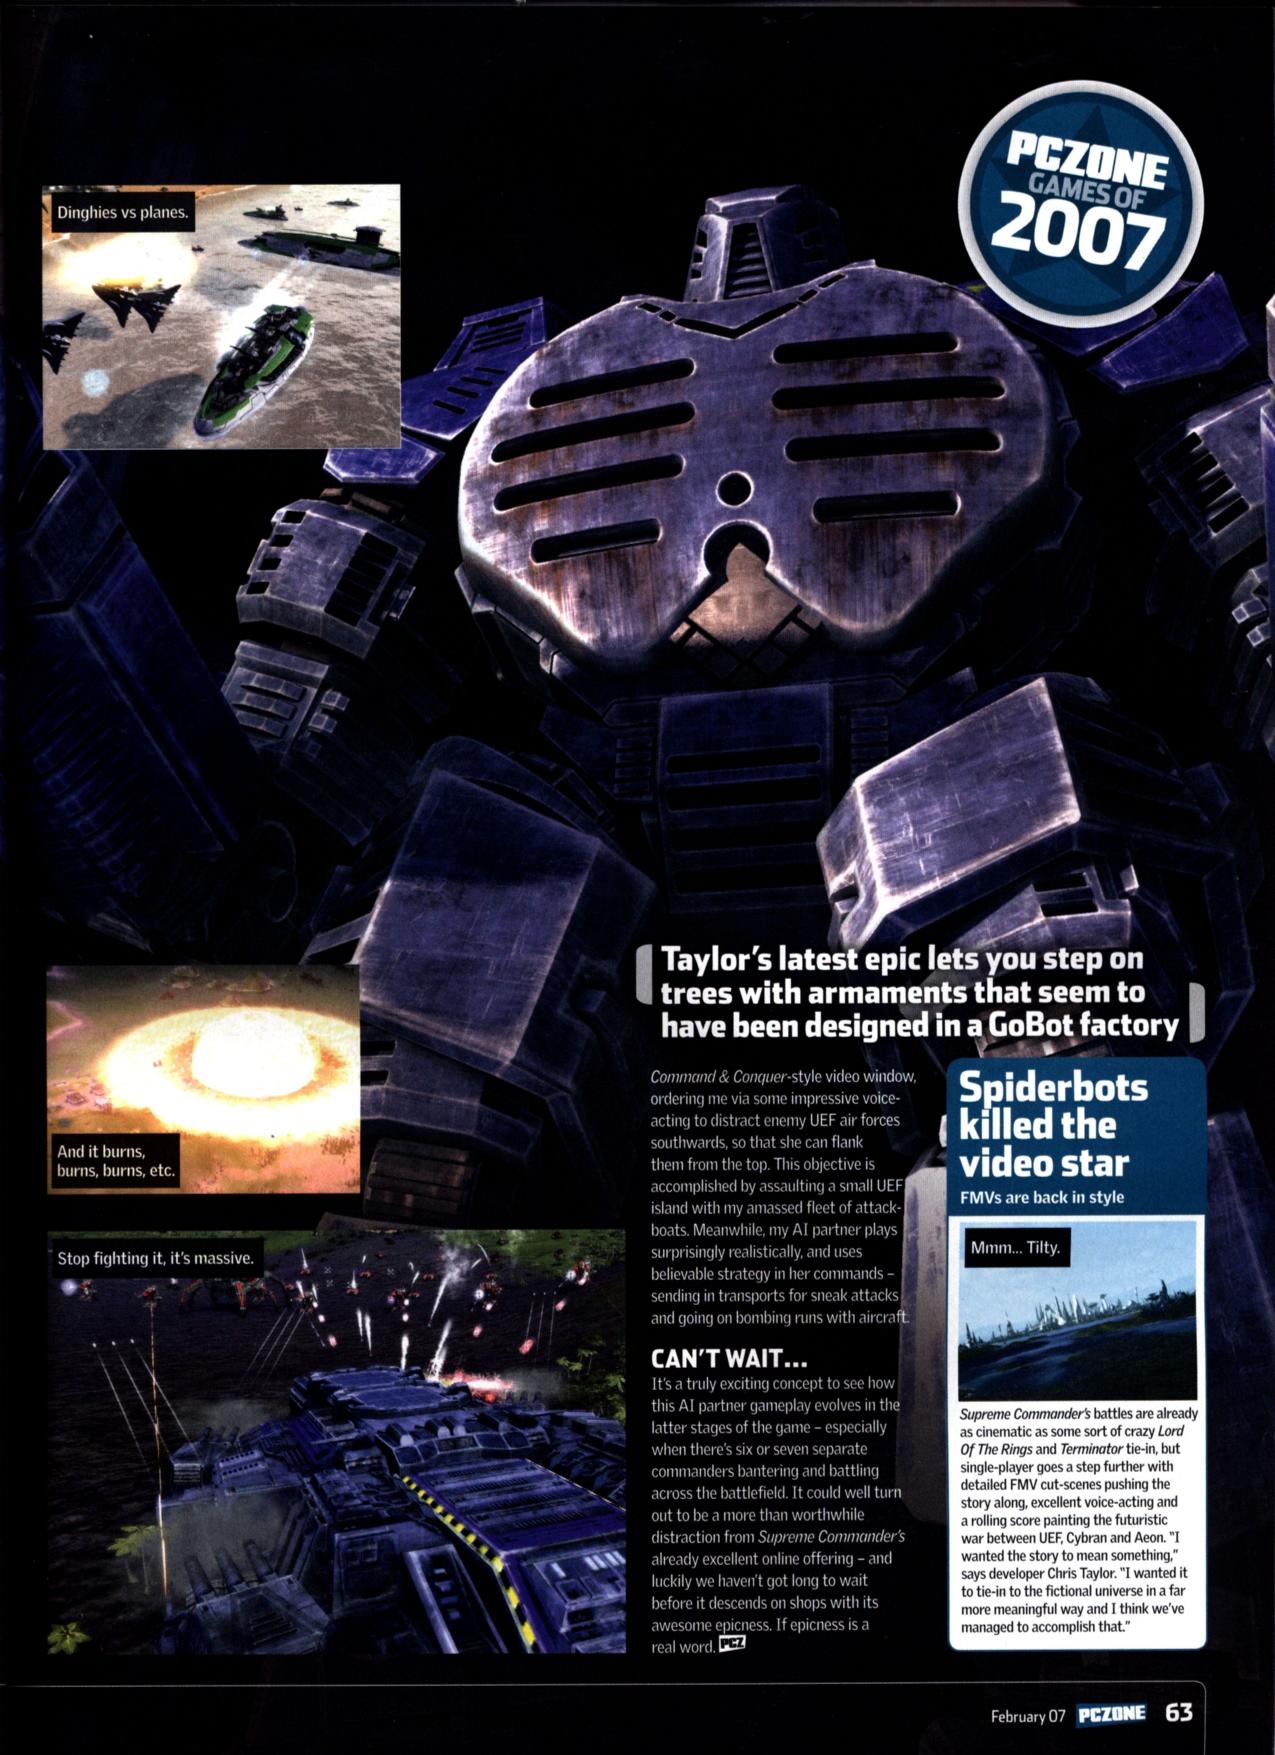 PCZONE
GAMES OF
2007
Dinghies vs planes.
And it burns,
burns, burns, etc.
Stop fighting it, it's massive.
Taylor's latest epic lets you step on
trees with armaments that seem to
have been designed in a GoBot factory
Command & Conquer-style video window,
ordering me via some impressive voice-
acting to distract enemy UEF air forces
southwards, so that she can flank
them from the top. This objective is
accomplished by assaulting a small UEF
island with my amassed fleet of attack-
boats. Meanwhile, my AI partner plays
surprisingly realistically, and uses
believable strategy in her commands –
sending in transports for sneak attacks
and going on bombing runs with aircraft.
CAN'T WAIT...
It's a truly exciting concept to see how
this AI partner gameplay evolves in the
latter stages of the game – especially
when there's six or seven separate
commanders bantering and battling
across the battlefield. It could well turn
out to be a more than worthwhile
distraction from Supreme Commander's
already excellent online offering – and
luckily we haven't got long to wait
before it descends on shops with its
awesome epicness. If epicness is a
real word. PCZ
Spiderbots
killed the
video star
FMVs are back in style
Mmm... Tilty.
Supreme Commander's battles are already
as cinematic as some sort of crazy Lord
Of The Rings and Terminator tie-in, but
single-player goes a step further with
detailed FMV cut-scenes pushing the
story along, excellent voice-acting and
a rolling score painting the futuristic
war between UEF, Cybran and Aeon. "I
wanted the story to mean something,"
says developer Chris Taylor. "I wanted it
to tie-in to the fictional universe in a far
more meaningful way and I think we've
managed to accomplish that."
February 07 PCZONE 63